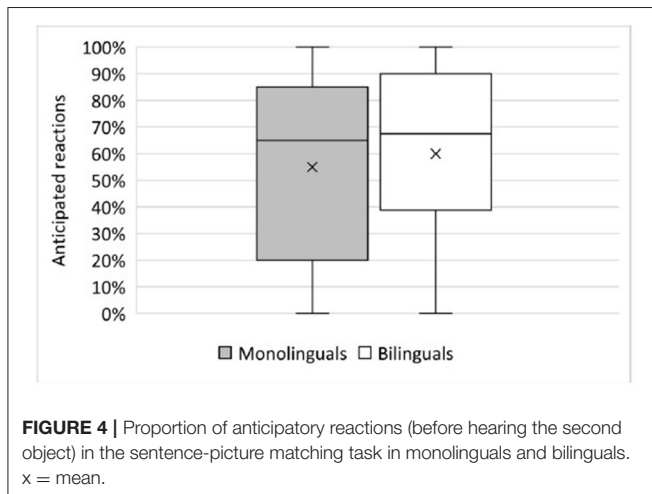 100%
90%
80%
70%
60%
50%
40%
30%
20%
10%
0%
Anticipated reactions
Monolinguals Bilinguals
FIGURE 4 | Proportion of anticipatory reactions (before hearing the second
object) in the sentence-picture matching task in monolinguals and bilinguals.
x = mean.